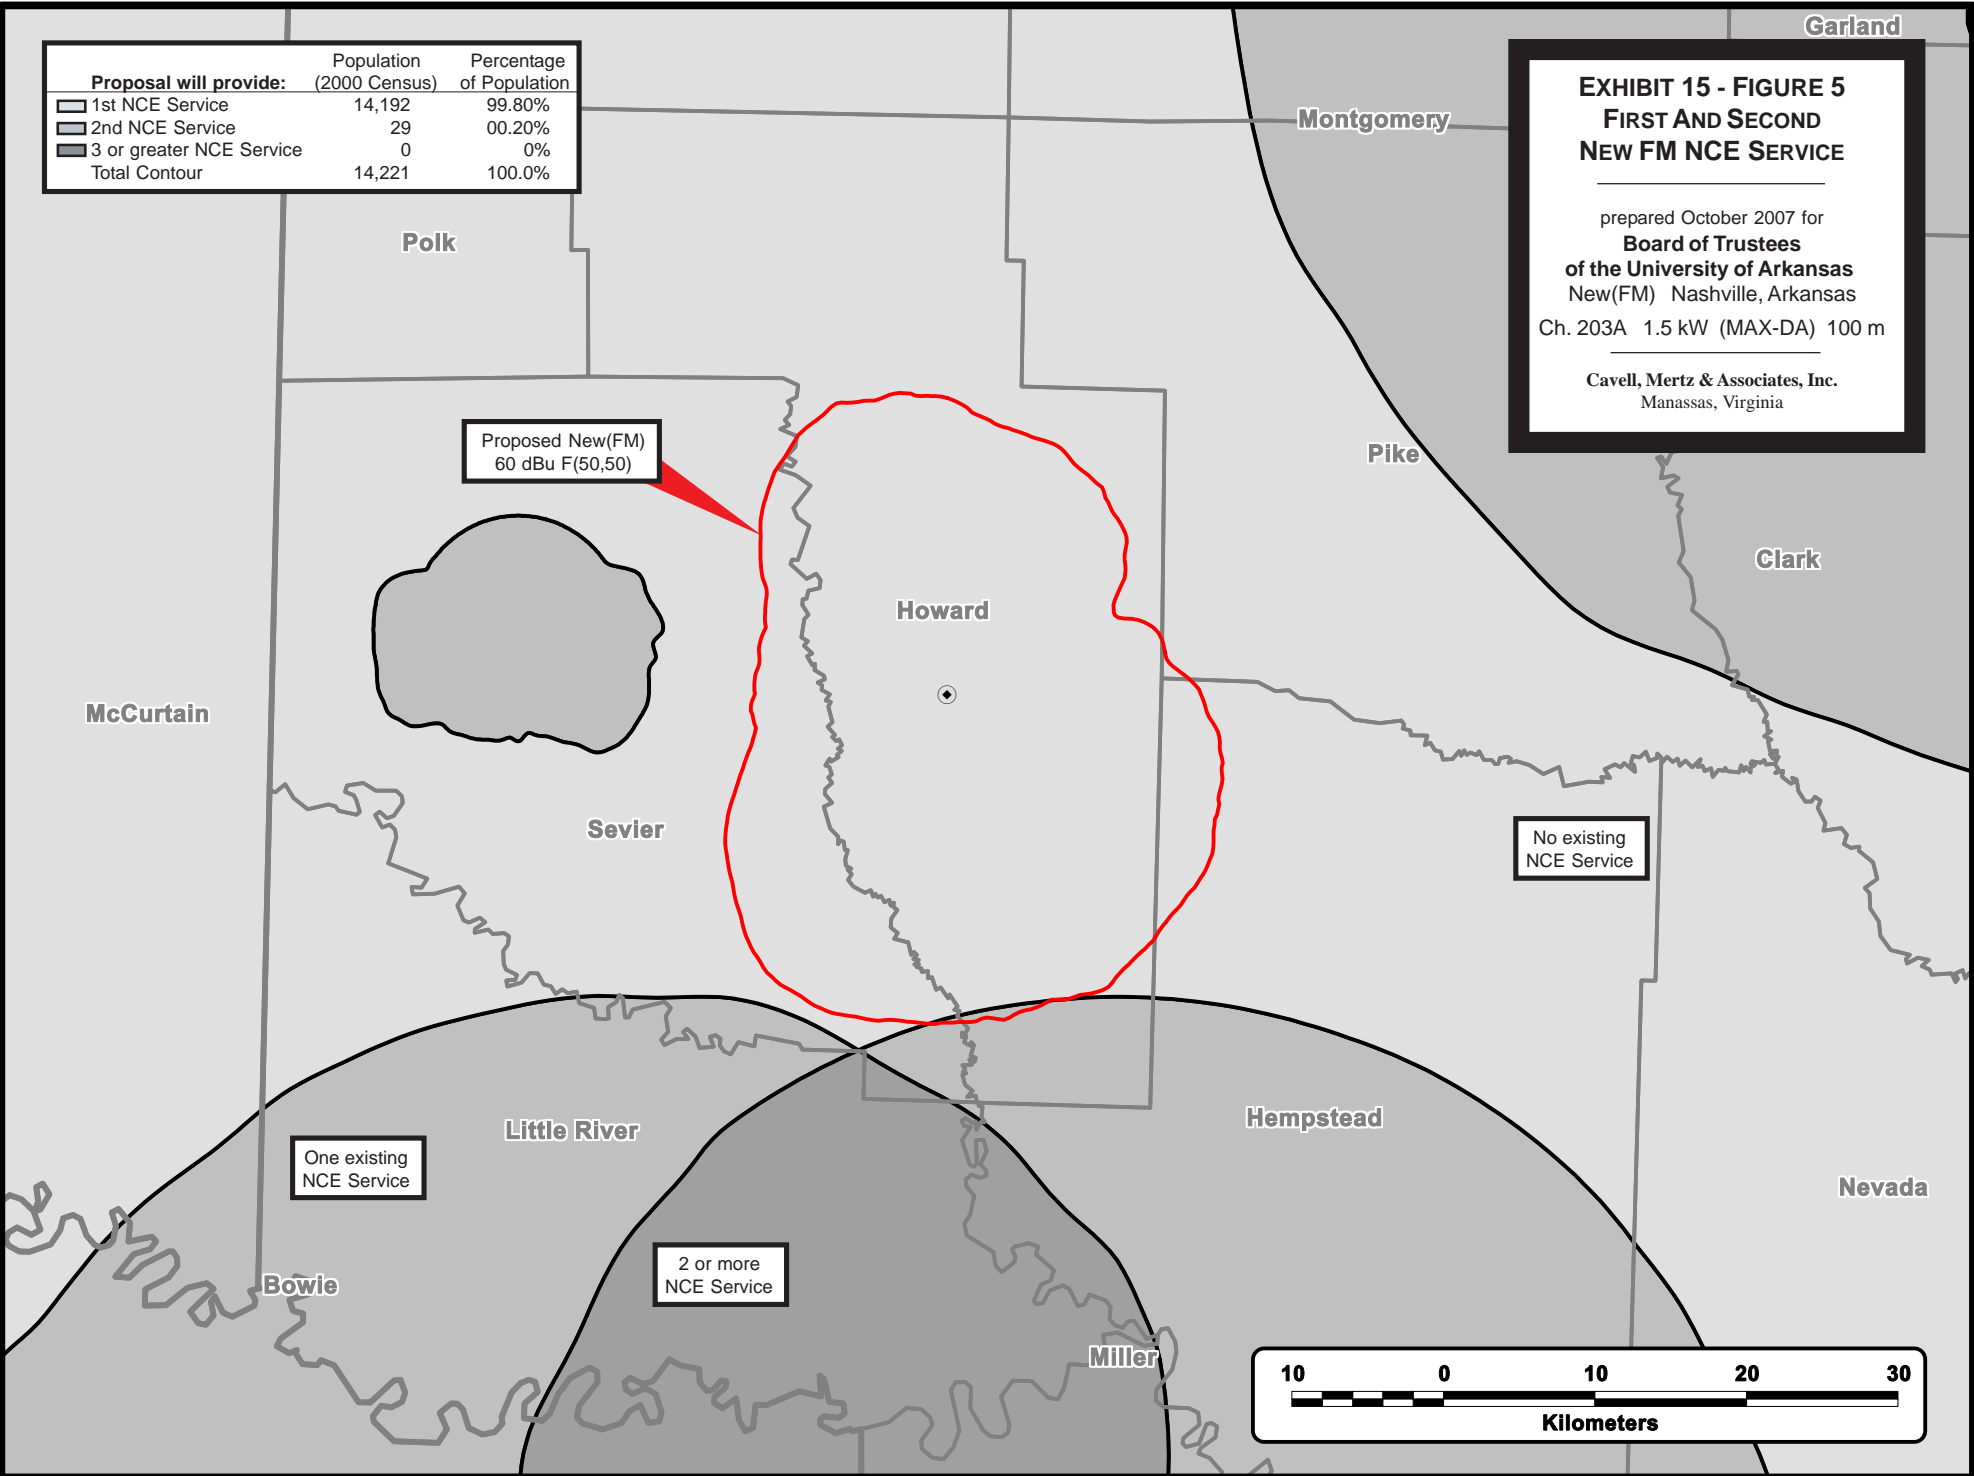 Population Percentage
Proposal will provide: (2000 Census) of Population
1st NCE Service 14,192 99.80%
2nd NCE Service 29 00.20%
3 or greater NCE Service 0 0%
Total Contour 14,221 100.0%
Garland
EXHIBIT 15 - FIGURE 5
FIRST AND SECOND
NEW FM NCE SERVICE
prepared October 2007 for
Board of Trustees
of the University of Arkansas
New(FM) Nashville, Arkansas
Ch. 203A 1.5 kW (MAX-DA) 100 m
Cavell, Mertz & Associates, Inc.
Manassas, Virginia
Montgomery
Polk
Proposed New(FM)
60 dBu F(50,50)
Pike
Clark
Howard
McCurtain
Sevier
No existing
NCE Service
Little River
Hempstead
One existing
NCE Service
Nevada
2 or more
NCE Service
Bowie
Miller
10 0 10 20 30
Kilometers